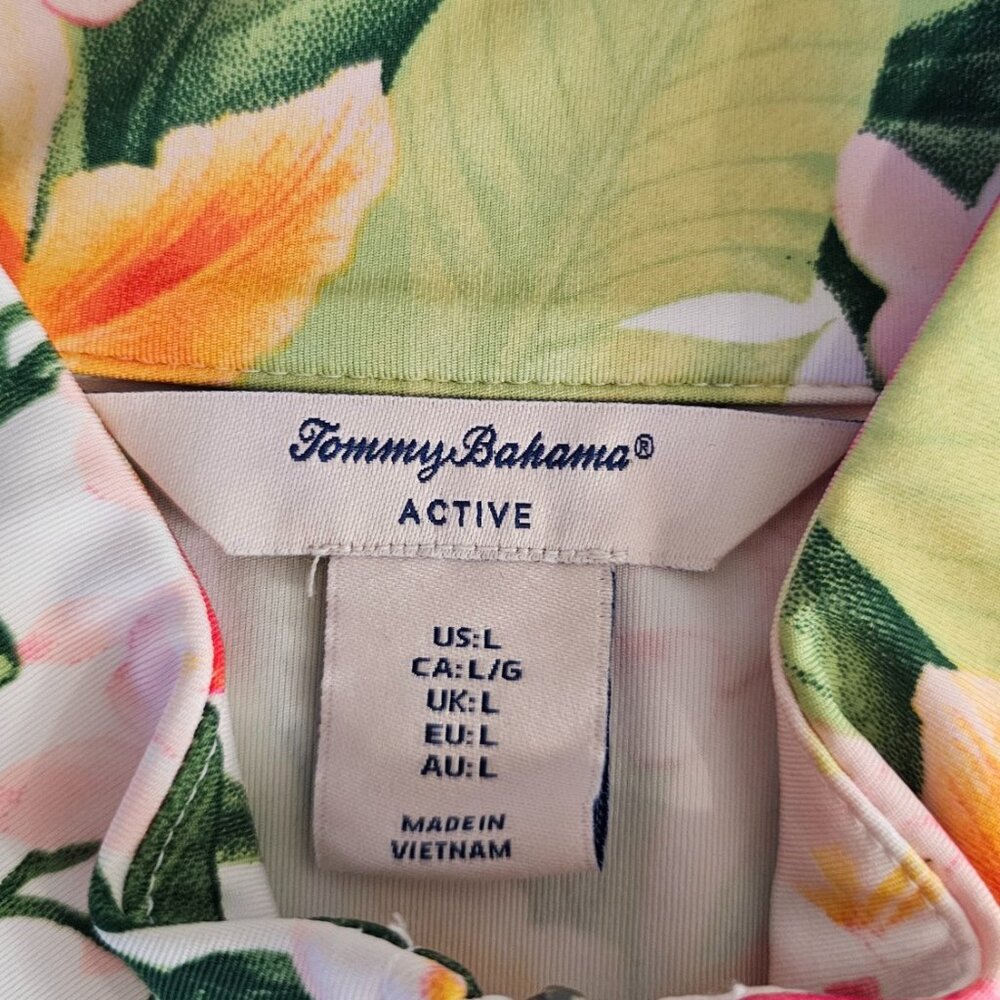 Tommy Bahama®
ACTIVE
US: L
CA: L/G
UK: L
EU: L
AU: L
MADE IN
VIETNAM